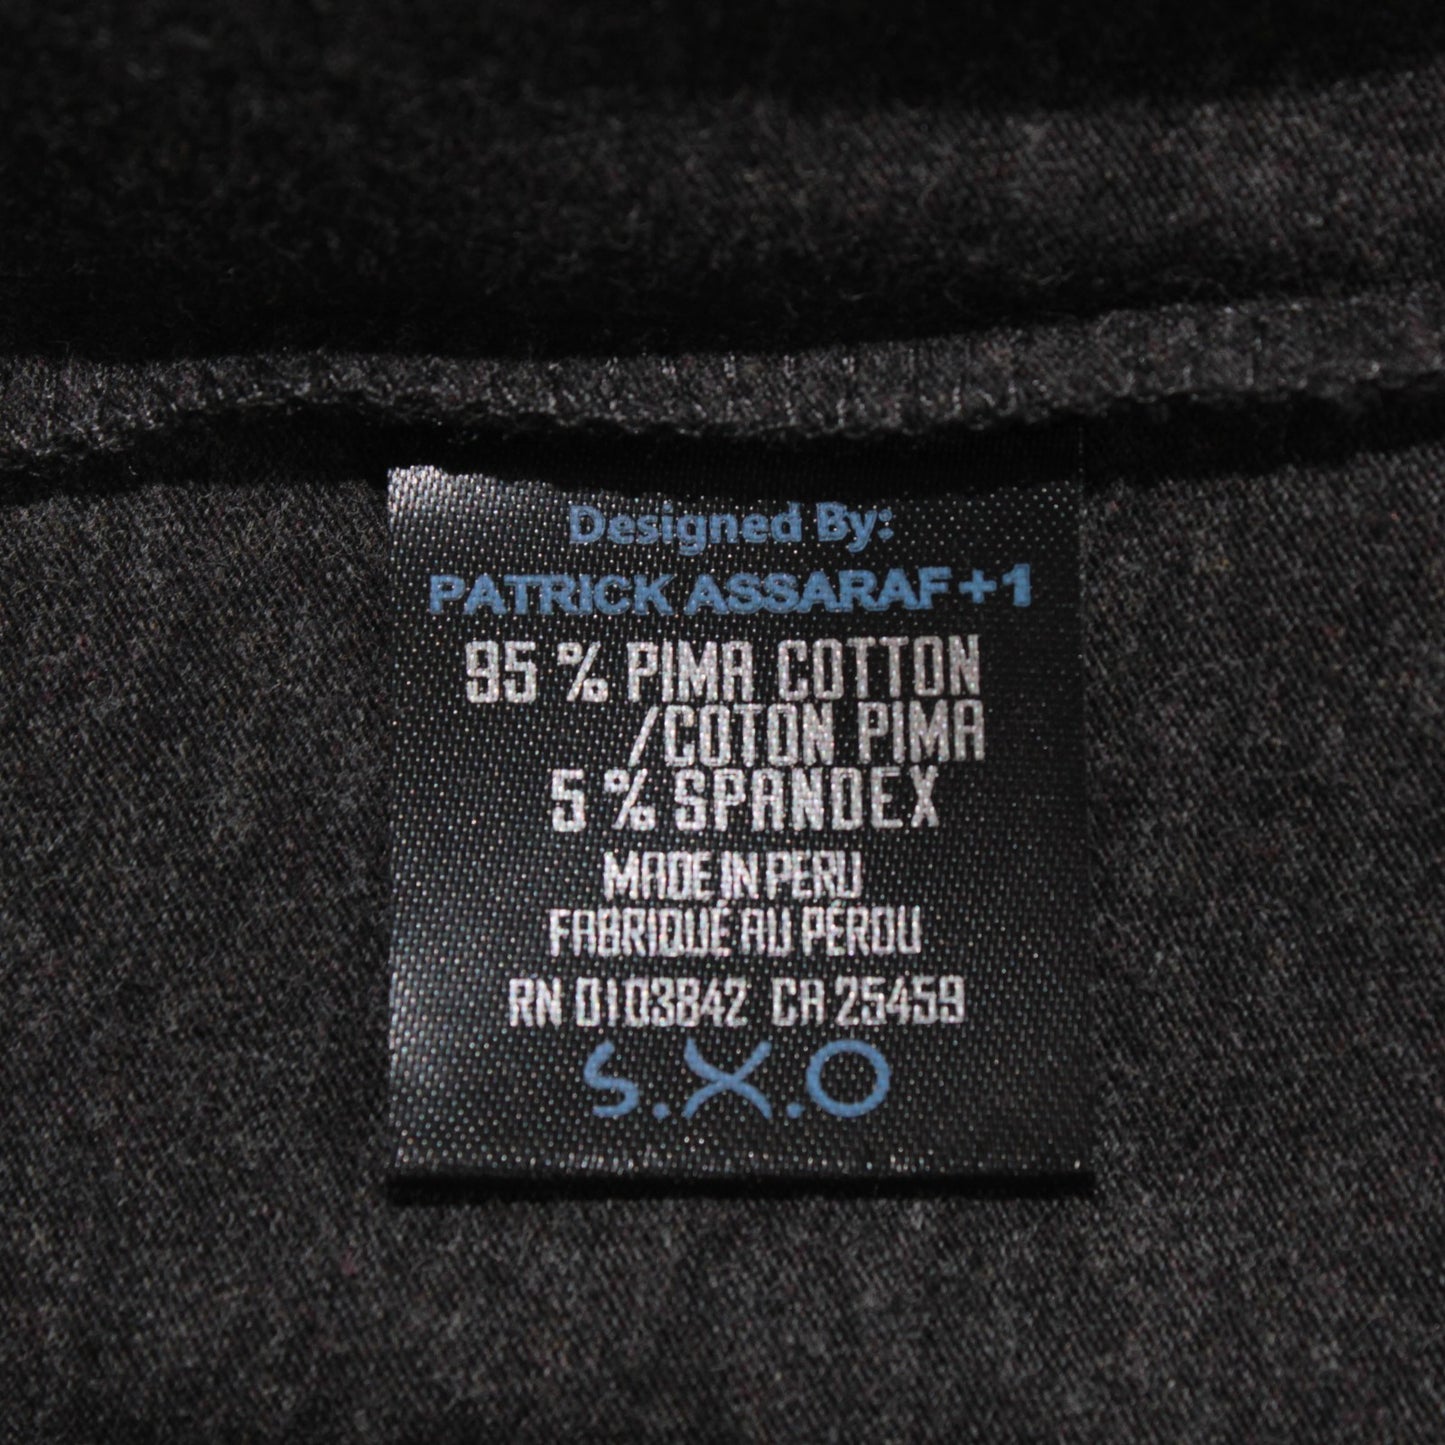 Designed By:
PATRICK ASSARAF+1
95 % PIMA COTTON
/COTON PIMA
5 % SPANDEX
MADE IN PERU
FABRIQUÉ AU PÉROU
RN 0103842 CA 25459
S.X.O